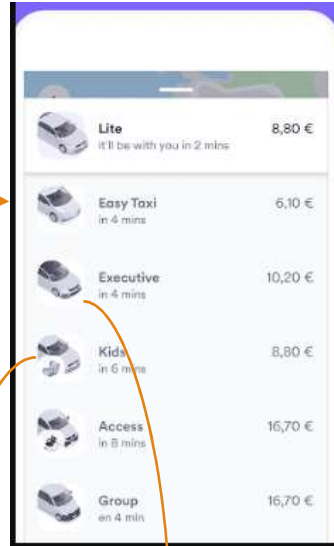 Lite 8,80 €
it'll be with you in 2 mins
Easy Taxi 6,10 €
in 4 mins
Executive 10,20 €
in 4 mins
Kids 8,80 €
in 6 mins
Access 16,70 €
in 8 mins
Group 16,70 €
en 4 min